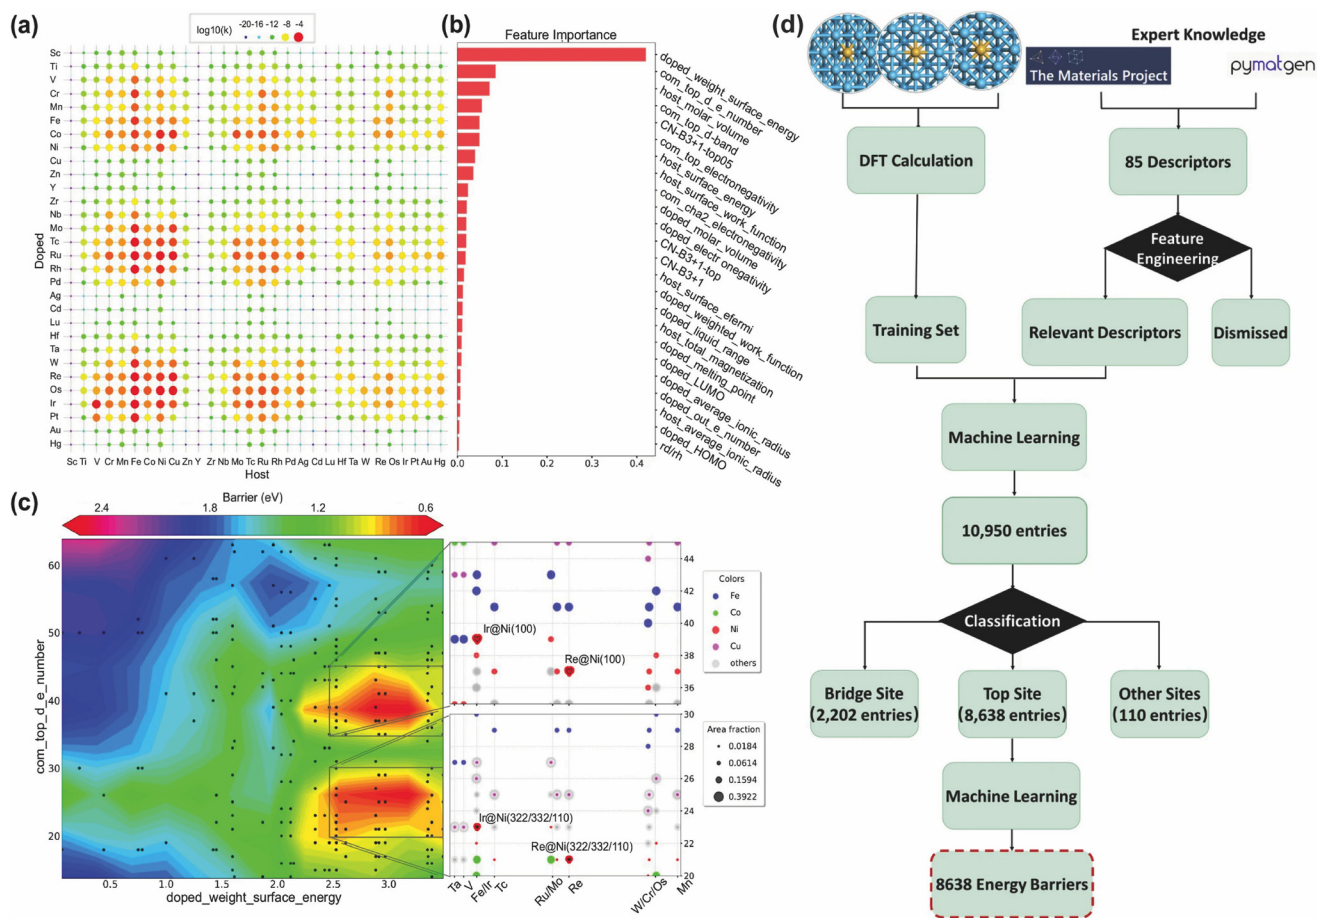 (a)
log10(k)
-20 -16 -12 -8 -4
Doped
Sc
Ti
V
Cr
Mn
Fe
Co
Ni
Cu
Zn
Y
Zr
Nb
Mo
Tc
Ru
Rh
Pd
Ag
Cd
Lu
Hf
Ta
W
Re
Os
Ir
Pt
Au
Hg
Sc Ti V Cr Mn Fe Co Ni Cu Zn Y Zr Nb Mo Tc Ru Rh Pd Ag Cd Lu Hf Ta W Re Os Ir Pt Au Hg
Host
(b)
Feature Importance
doped_weight_surface_energy
com_top_d_e_number
host_molar_volume
com_top_d-band
CN-B3+1-top05
com_top_electronegativity
host_surface_energy
host_surface_work_function
com_cha2_electronegativity
doped_molar_volume
doped_electronegativity
CN-B3+1-top
CN-B3+1
host_surface_efermi
doped_weighted_work_function
doped_liquid_range
host_total_magnetization
doped_melting_point
doped_LUMO
doped_average_ionic_radius
doped_out_e_number
host_average_ionic_radius
doped_HOMO
rd/rh
0.0 0.1 0.2 0.3 0.4
(c)
Barrier (eV)
2.4 1.8 1.2 0.6
com_top_d_e_number
60
50
40
30
20
0.5 1.0 1.5 2.0 2.5 3.0
doped_weight_surface_energy
44
42
40
38
36
Ir@Ni(100)
Re@Ni(100)
30
28
26
24
22
20
Ir@Ni(322/332/110)
Re@Ni(322/332/110)
Ta
V
Fe/Ir
Tc
Ru/Mo
Re
W/Cr/Os
Mn
Colors
Fe
Co
Ni
Cu
others
Area fraction
0.0184
0.0614
0.1594
0.3922
(d)
Expert Knowledge
The Materials Project
pymatgen
DFT Calculation
85 Descriptors
Feature
Engineering
Training Set
Relevant Descriptors
Dismissed
Machine Learning
10,950 entries
Classification
Bridge Site
(2,202 entries)
Top Site
(8,638 entries)
Other Sites
(110 entries)
Machine Learning
8638 Energy Barriers